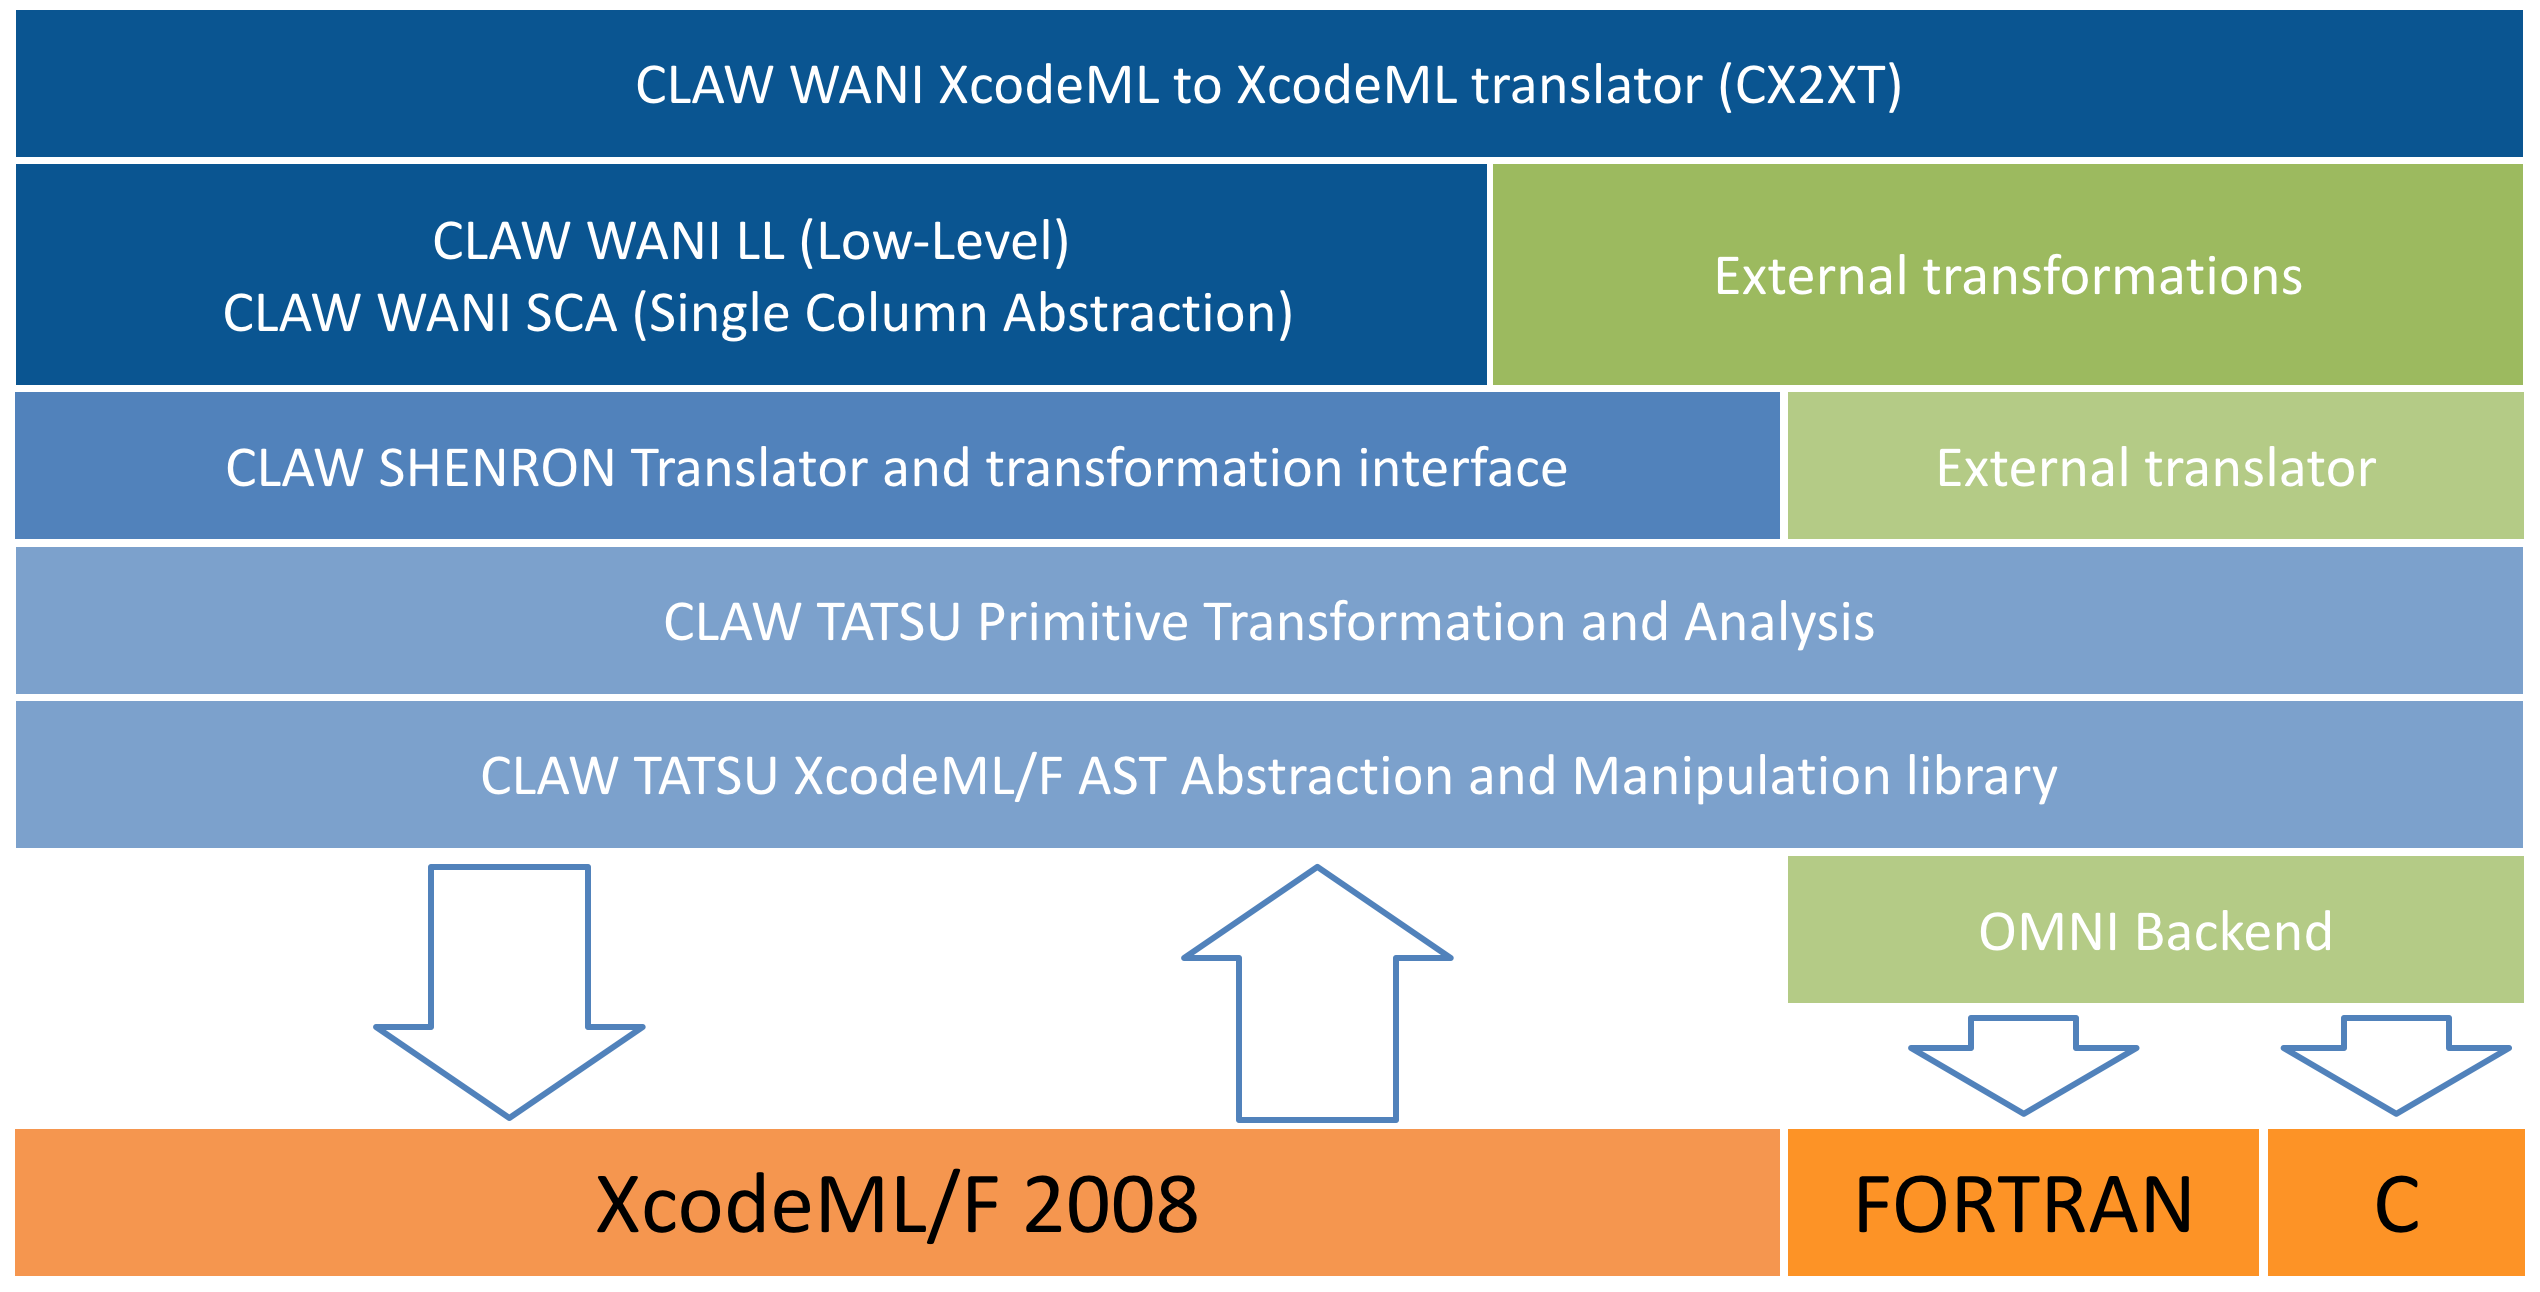 CLAW WANI XcodeML to XcodeML translator (CX2XT)
CLAW WANI LL (Low-Level)
CLAW WANI SCA (Single Column Abstraction)
External transformations
CLAW SHENRON Translator and transformation interface
External translator
CLAW TATSU Primitive Transformation and Analysis
CLAW TATSU XcodeML/F AST Abstraction and Manipulation library
OMNI Backend
XcodeML/F 2008
FORTRAN
C